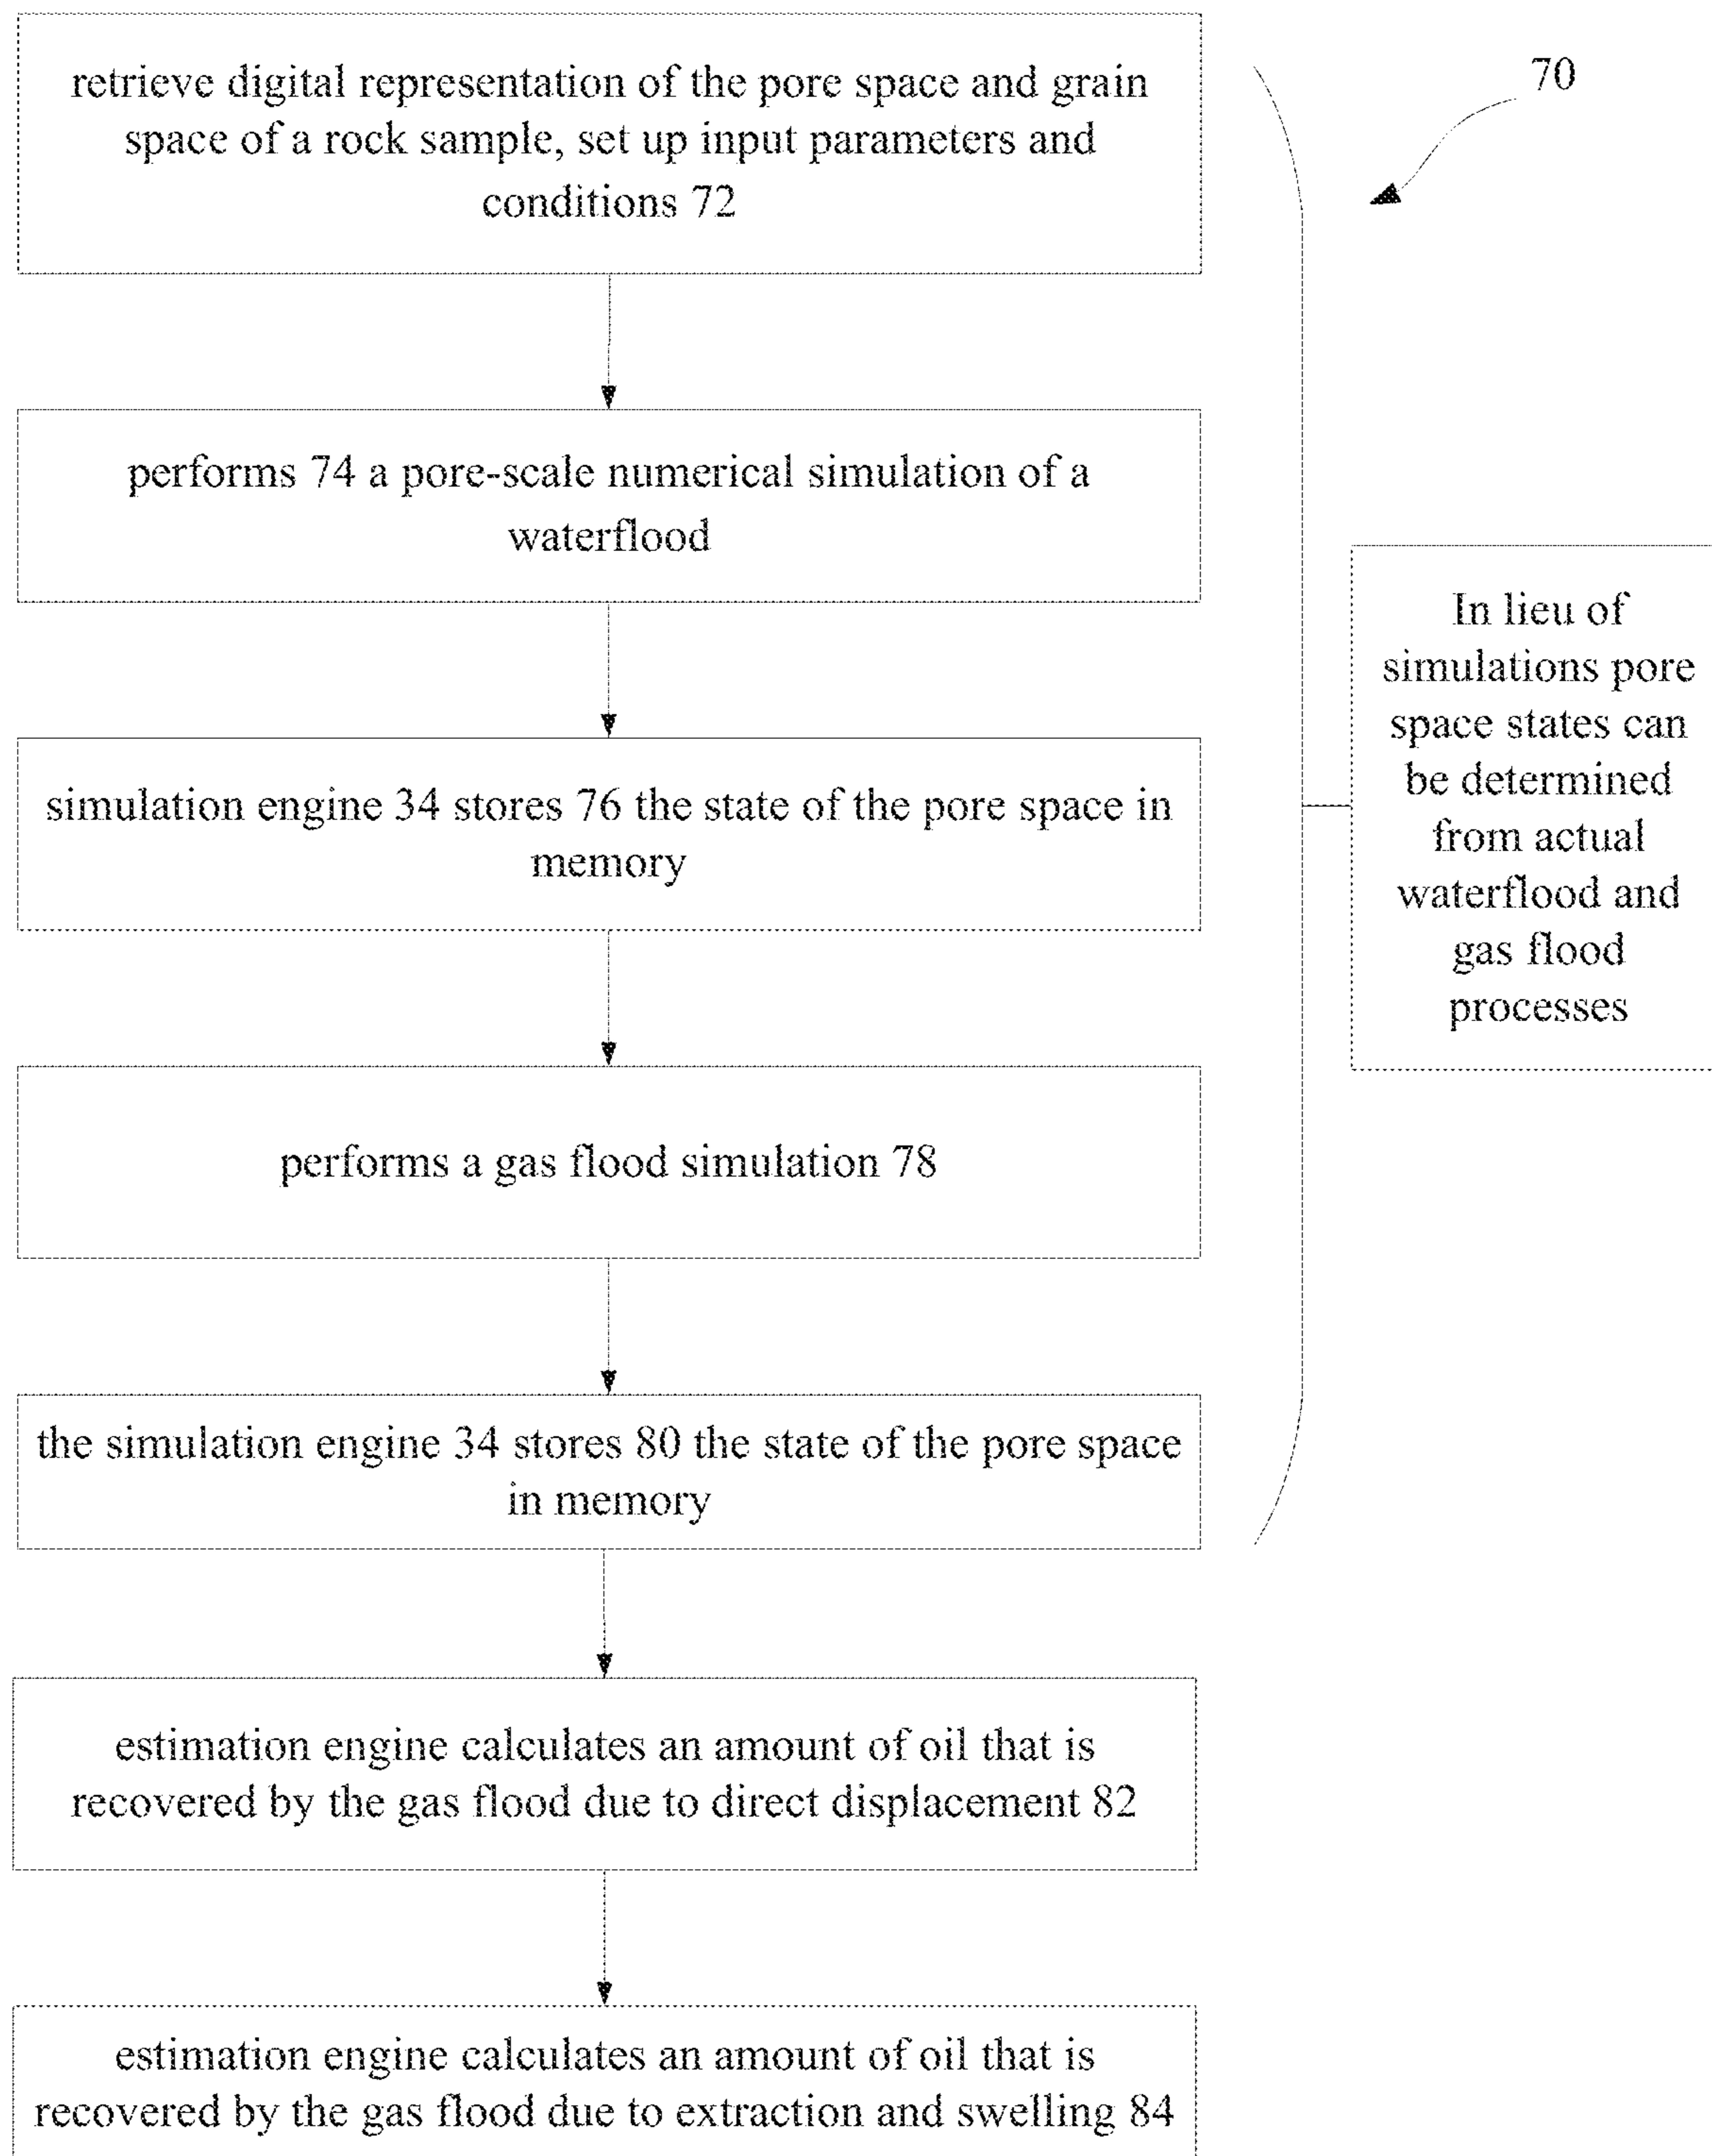 retrieve digital representation of the pore space and grain
space of a rock sample, set up input parameters and
conditions 72
70
performs 74 a pore-scale numerical simulation of a
waterflood
In lieu of
simulations pore
space states can
be determined
from actual
waterflood and
gas flood
processes
simulation engine 34 stores 76 the state of the pore space in
memory
performs a gas flood simulation 78
the simulation engine 34 stores 80 the state of the pore space
in memory
estimation engine calculates an amount of oil that is
recovered by the gas flood due to direct displacement 82
estimation engine calculates an amount of oil that is
recovered by the gas flood due to extraction and swelling 84